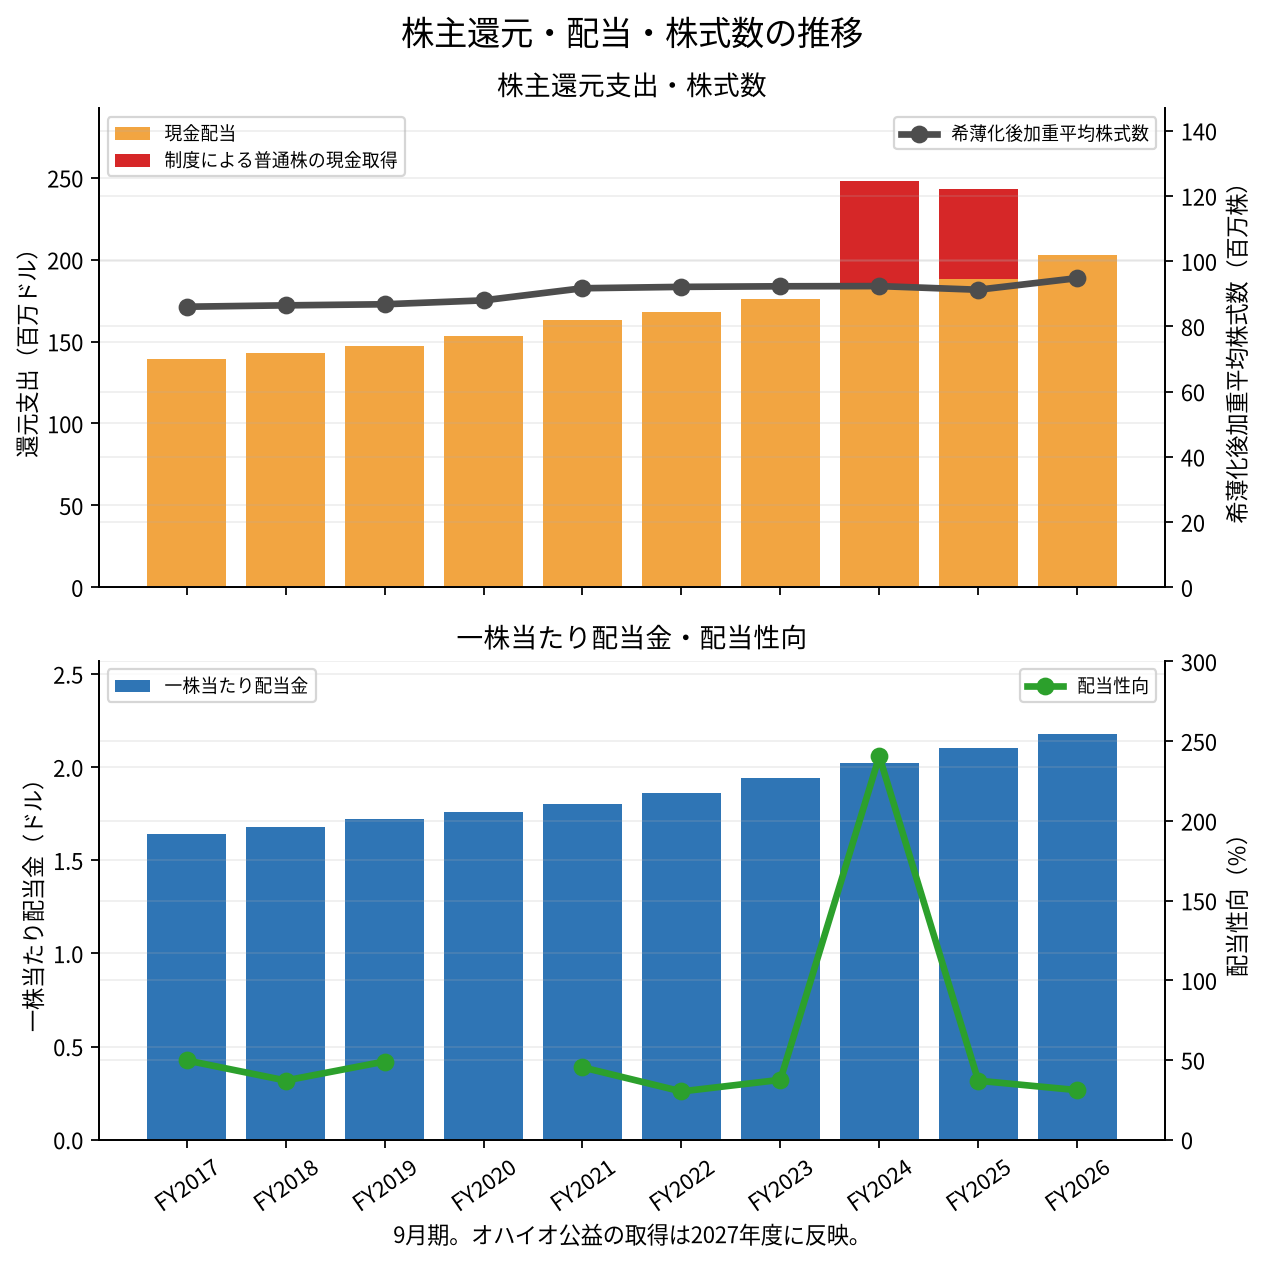 株主還元・配当・株式数の推移
株主還元支出・株式数
現金配当
制度による普通株の現金取得
希薄化後加重平均株式数
還元支出（百万ドル）
250
200
150
100
50
0
140
120
100
80
60
40
20
0
希薄化後加重平均株式数（百万株）
一株当たり配当金・配当性向
一株当たり配当金
配当性向
一株当たり配当金（ドル）
2.5
2.0
1.5
1.0
0.5
0.0
300
250
200
150
100
50
0
配当性向（%）
FY2017
FY2018
FY2019
FY2020
FY2021
FY2022
FY2023
FY2024
FY2025
FY2026
9月期。オハイオ公益の取得は2027年度に反映。